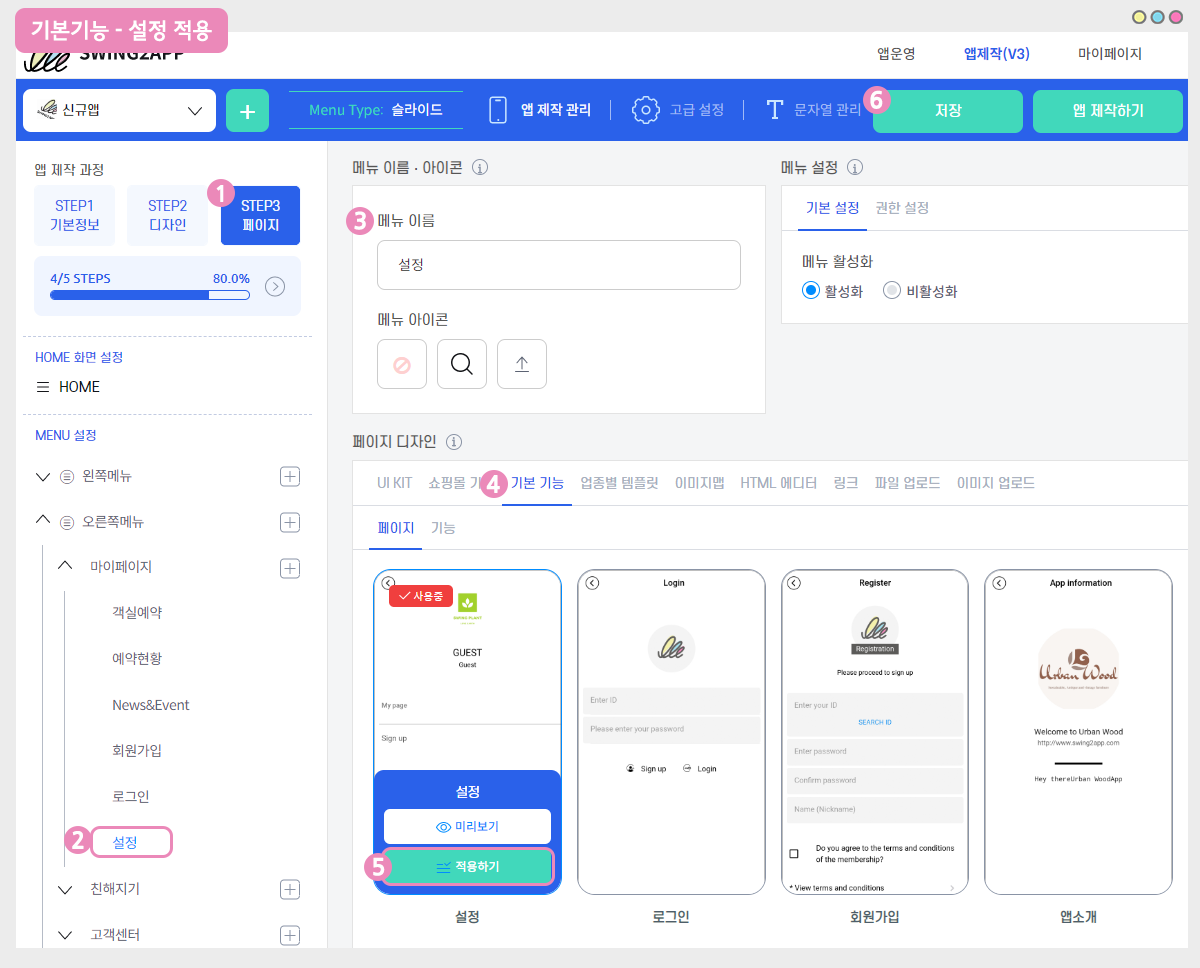 기본기능 - 설정 적용
SWING2APP
앱운영
앱제작(V3)
마이페이지
신규앱
+
Menu Type: 슬라이드
앱 제작 관리
고급 설정
문자열 관리
6
저장
앱 제작하기
앱 제작 과정
STEP1
기본정보
STEP2
디자인
1
STEP3
페이지
4/5 STEPS
80.0%
HOME 화면 설정
HOME
MENU 설정
왼쪽메뉴
오른쪽메뉴
마이페이지
객실예약
예약현황
News&Event
회원가입
로그인
2
설정
친해지기
고객센터
메뉴 이름 · 아이콘
3
메뉴 이름
설정
메뉴 아이콘
메뉴 설정
기본 설정
권한 설정
메뉴 활성화
활성화
비활성화
페이지 디자인
UI KIT
쇼핑몰 기
4
기본 기능
업종별 템플릿
이미지맵
HTML 에디터
링크
파일 업로드
이미지 업로드
페이지
기능
사용중
GUEST
Guest
My page
Sign up
설정
미리보기
5
적용하기
설정
Login
Enter ID
Please enter your password
Sign up
Login
로그인
Register
Registration
Please proceed to sign up
Enter your ID
SEARCH ID
Enter password
Confirm password
Name (Nickname)
Do you agree to the terms and conditions
of the membership?
* View terms and conditions
회원가입
App information
Urban Wood
Welcome to Urban Wood
http://www.swing2app.com
Hey thereUrban WoodApp
앱소개